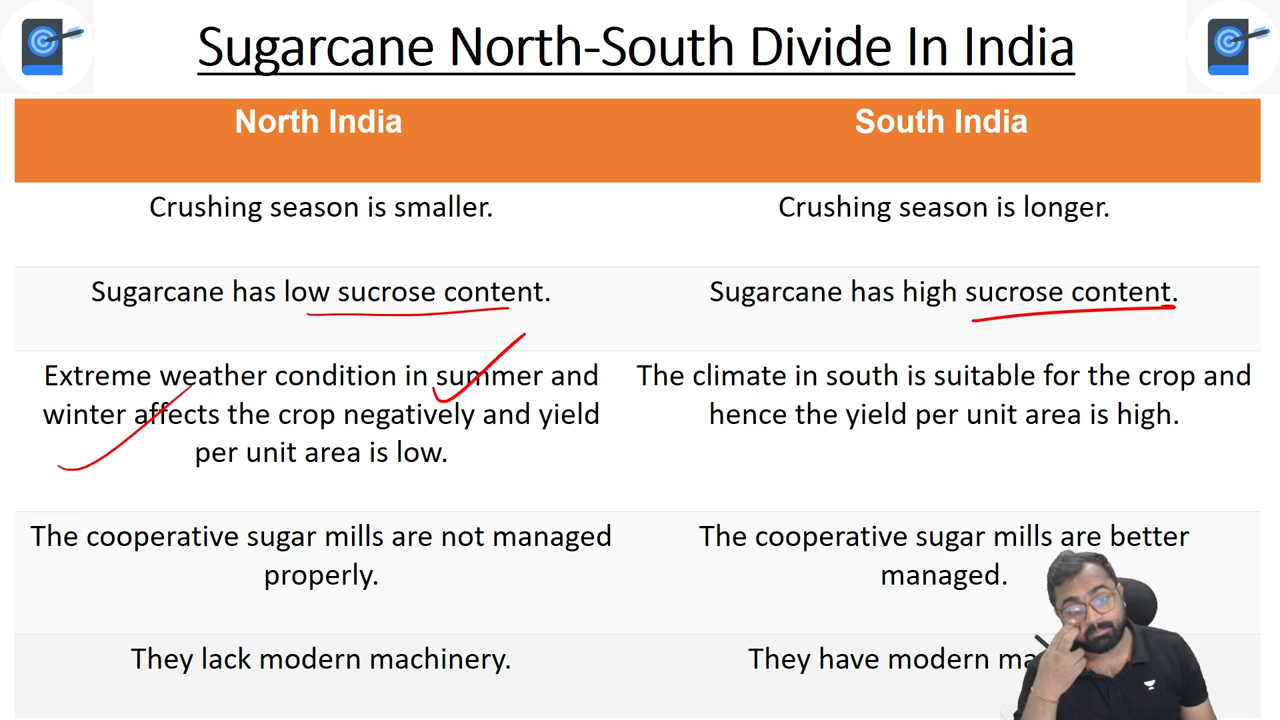 Sugarcane North-South Divide In India
North India
South India
Crushing season is smaller.
Crushing season is longer.
Sugarcane has low sucrose content.
Sugarcane has high sucrose content.
Extreme weather condition in summer and
winter affects the crop negatively and yield
per unit area is low.
The climate in south is suitable for the crop and
hence the yield per unit area is high.
The cooperative sugar mills are not managed
properly.
The cooperative sugar mills are better
managed.
They lack modern machinery.
They have modern